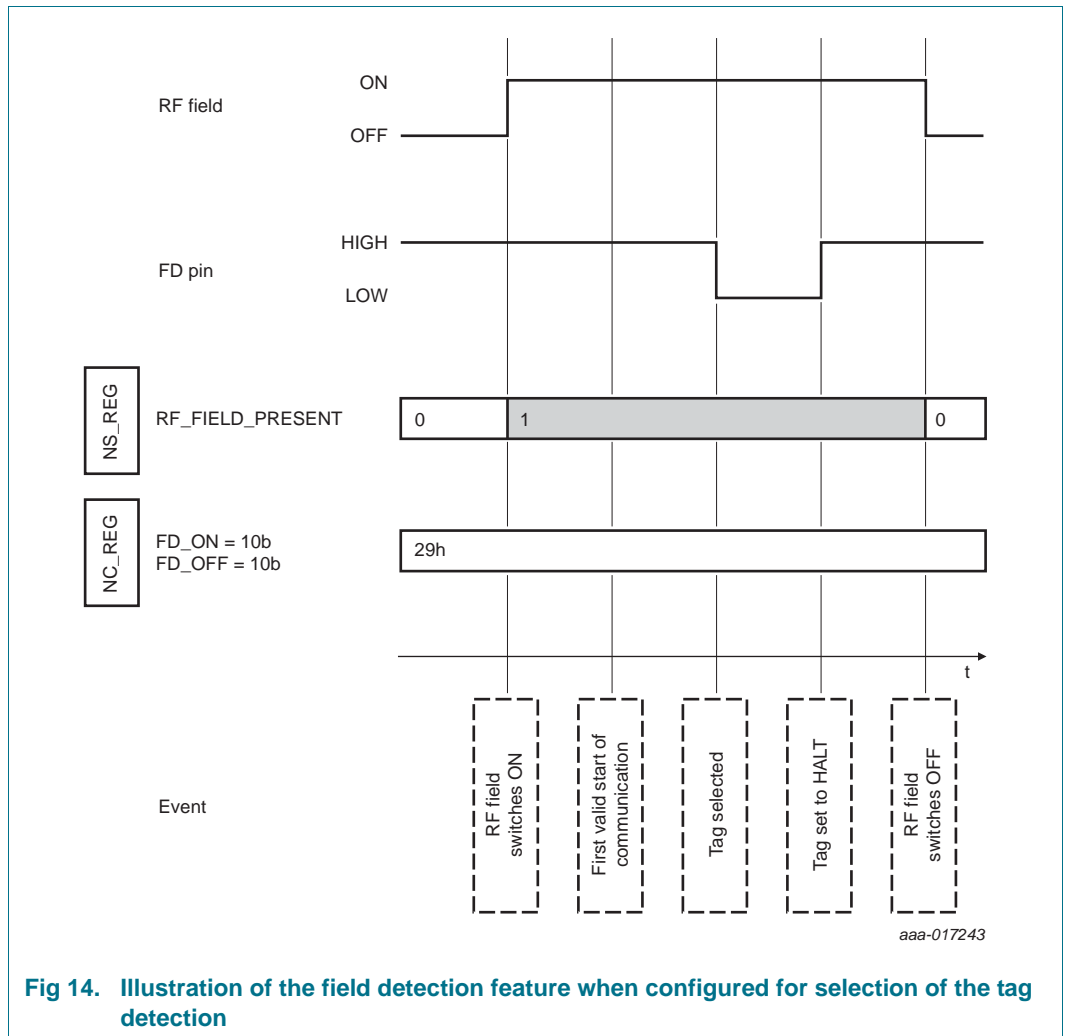 ON
RF field
OFF
HIGH
FD pin
LOW
NS_REG
RF_FIELD_PRESENT
0
1
0
NC_REG
FD_ON = 10b
FD_OFF = 10b
29h
t
Event
RF field
switches ON
First valid start of
communication
Tag selected
Tag set to HALT
RF field
switches OFF
aaa-017243
Fig 14. Illustration of the field detection feature when configured for selection of the tag
detection